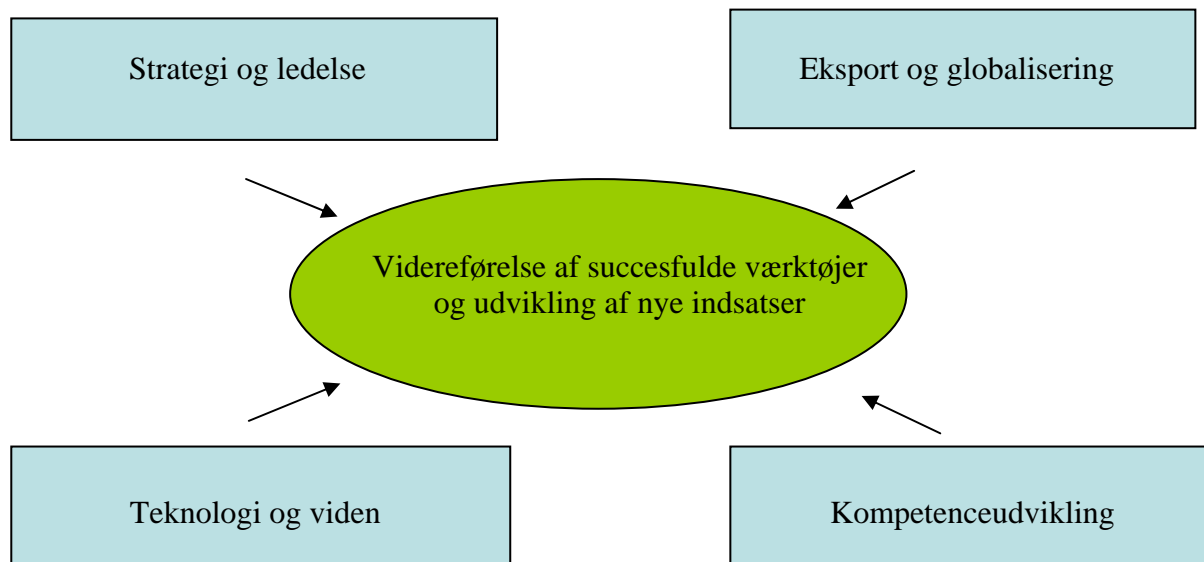 Strategi og ledelse
Eksport og globalisering
Videreførelse af succesfulde værktøjer
og udvikling af nye indsatser
Teknologi og viden
Kompetenceudvikling